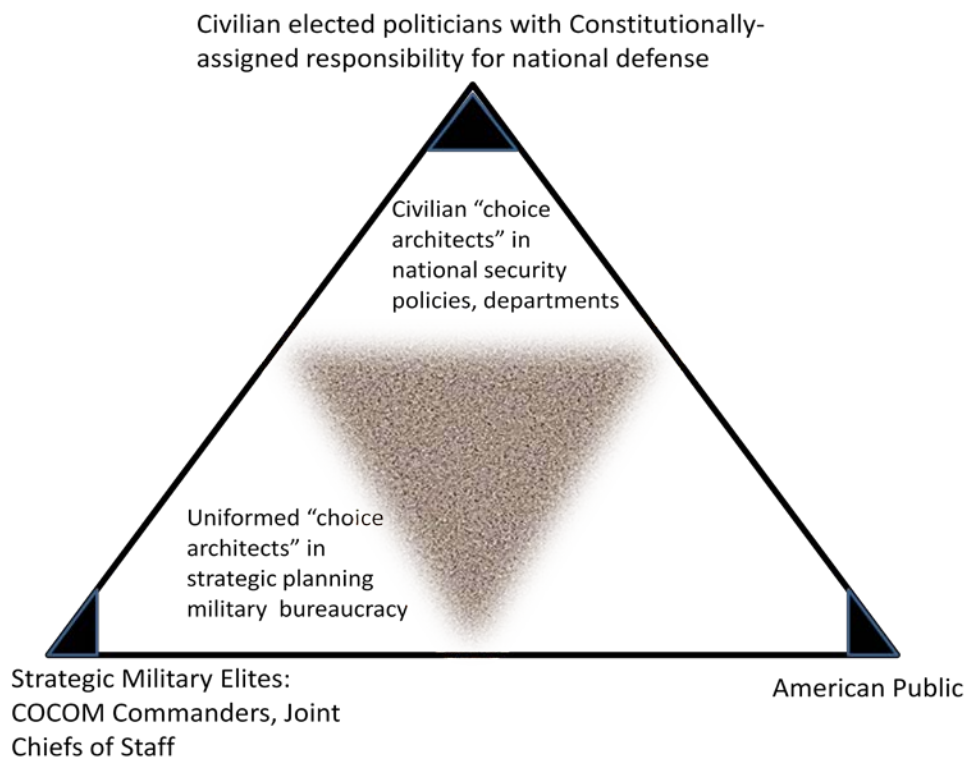 Civilian elected politicians with Constitutionally-
assigned responsibility for national defense
Civilian “choice
architects” in
national security
policies, departments
Uniformed “choice
architects” in
strategic planning
military bureaucracy
Strategic Military Elites:
COCOM Commanders, Joint
Chiefs of Staff
American Public